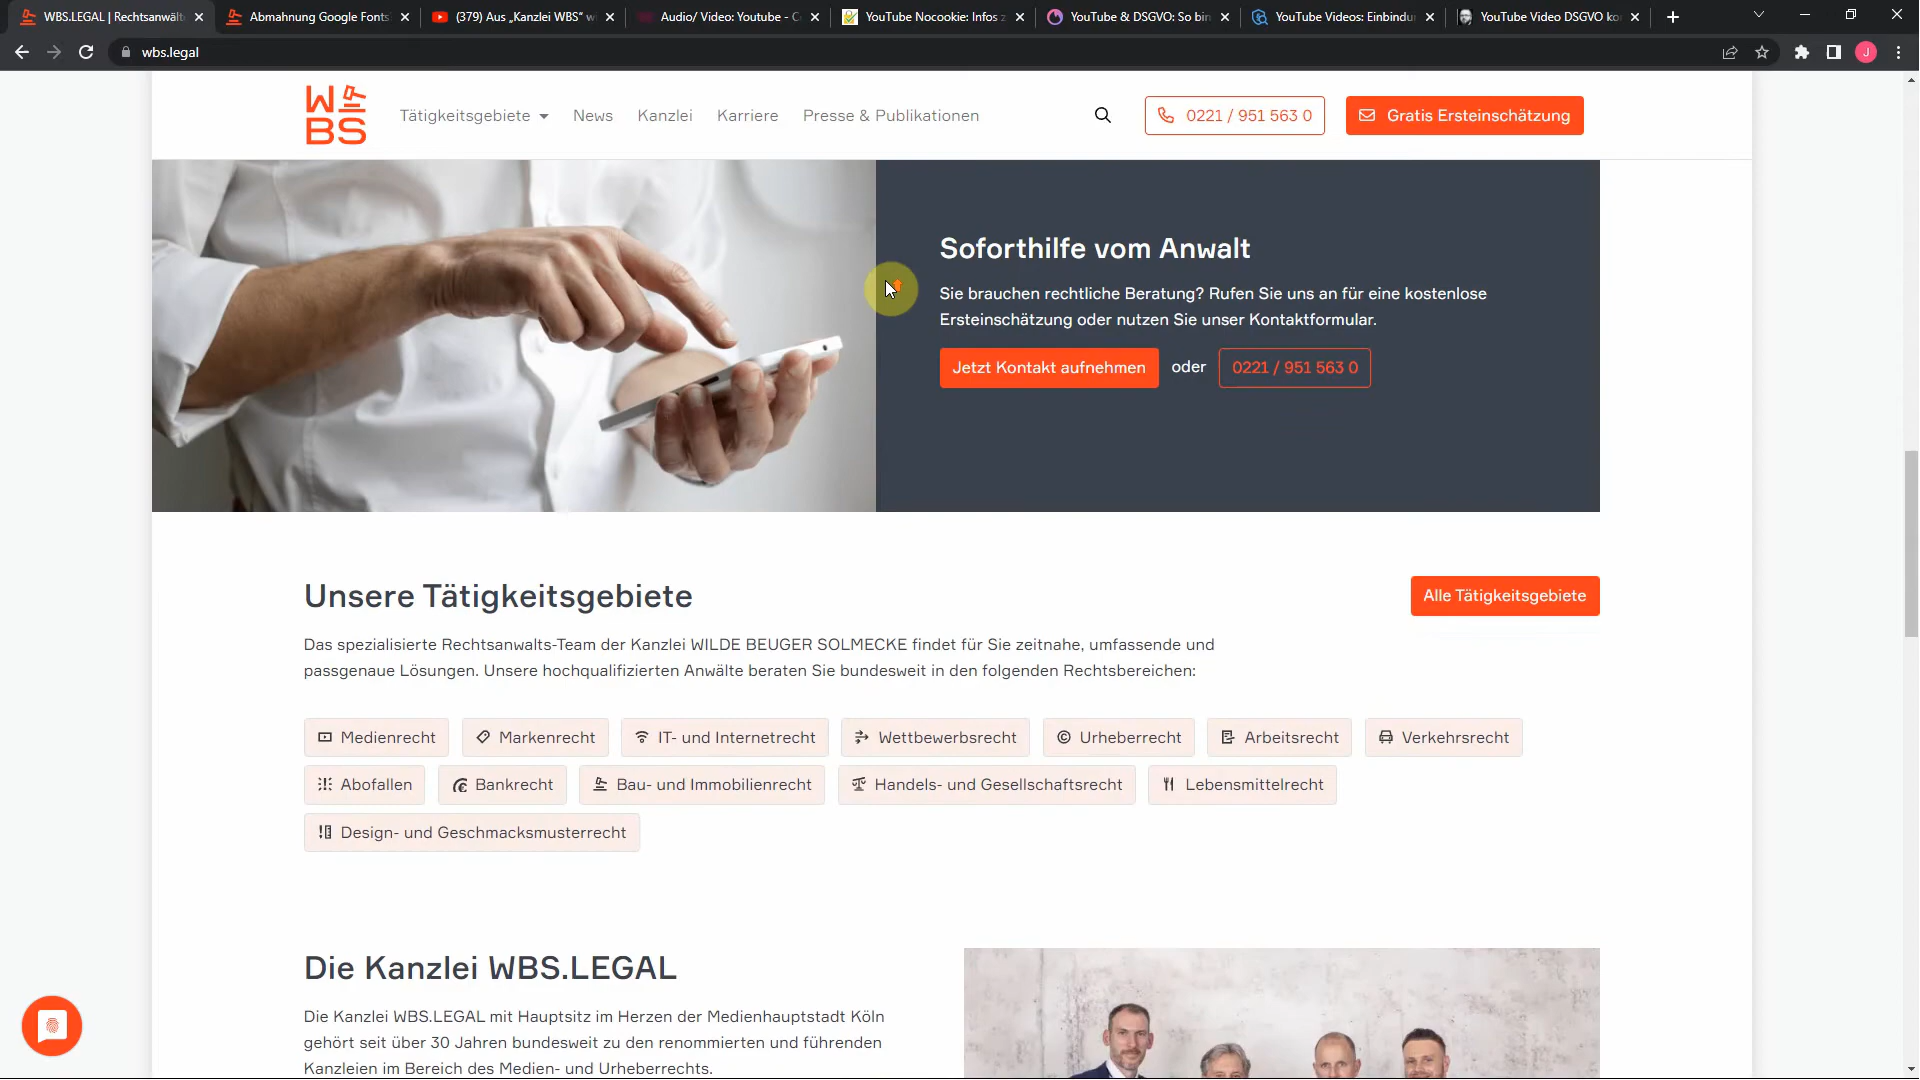 WBS.LEGAL | Rechtsanwält
Abmahnung Google Fonts
(379) Aus „Kanzlei WBS“ w
Audio/ Video: Youtube - C
YouTube Nocookie: Infos z
YouTube & DSGVO: So bin
YouTube Videos: Einbindu
YouTube Video DSGVO ko
wbs.legal
J
WBS
Tätigkeitsgebiete
News
Kanzlei
Karriere
Presse & Publikationen
0221 / 951 563 0
Gratis Ersteinschätzung
Soforthilfe vom Anwalt
Sie brauchen rechtliche Beratung? Rufen Sie uns an für eine kostenlose
Ersteinschätzung oder nutzen Sie unser Kontaktformular.
Jetzt Kontakt aufnehmen oder 0221 / 951 563 0
Unsere Tätigkeitsgebiete
Alle Tätigkeitsgebiete
Das spezialisierte Rechtsanwalts-Team der Kanzlei WILDE BEUGER SOLMECKE findet für Sie zeitnahe, umfassende und
passgenaue Lösungen. Unsere hochqualifizierten Anwälte beraten Sie bundesweit in den folgenden Rechtsbereichen:
Medienrecht Markenrecht IT- und Internetrecht Wettbewerbsrecht Urheberrecht Arbeitsrecht Verkehrsrecht
Abofallen Bankrecht Bau- und Immobilienrecht Handels- und Gesellschaftsrecht Lebensmittelrecht
Design- und Geschmacksmusterrecht
Die Kanzlei WBS.LEGAL
Die Kanzlei WBS.LEGAL mit Hauptsitz im Herzen der Medienhauptstadt Köln
gehört seit über 30 Jahren bundesweit zu den renommierten und führenden
Kanzleien im Bereich des Medien- und Urheberrechts.